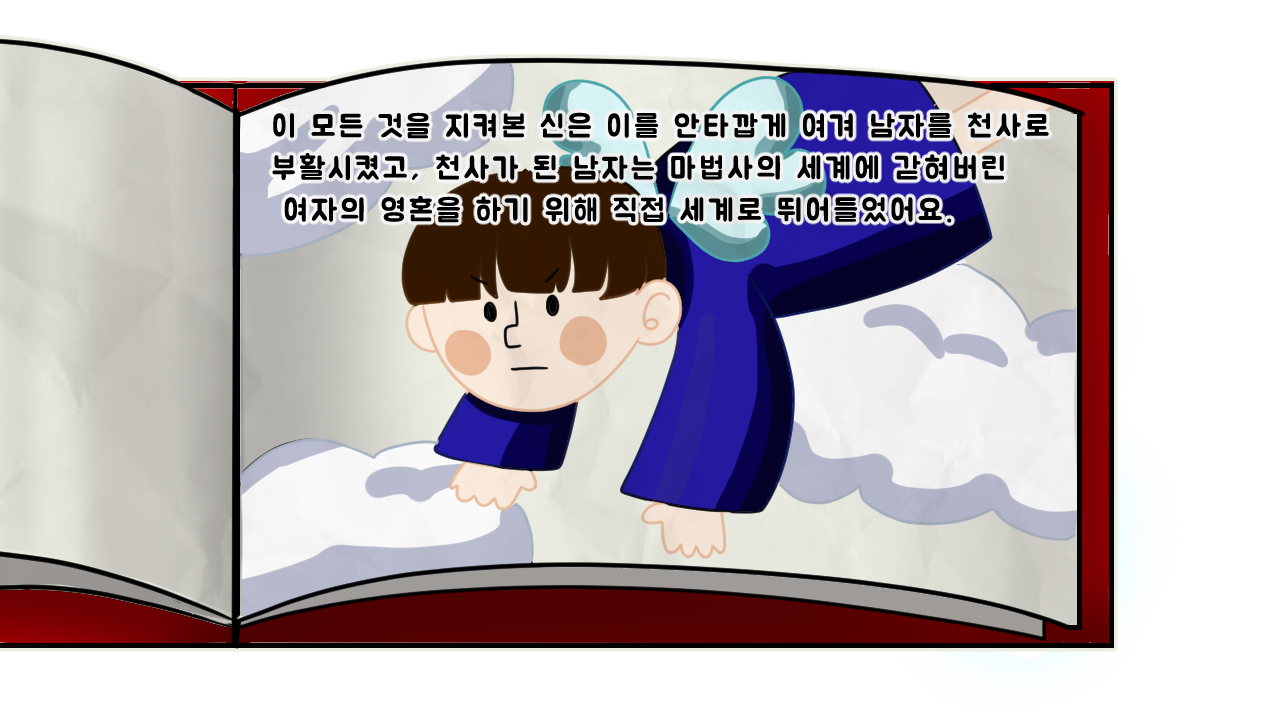 이 모든 것을 지켜본 신은 이를 안타깝게 여겨 남자를 천사로
부활시켰고, 천사가 된 남자는 마법사의 세계에 갇혀버린
여자의 영혼을 하기 위해 직접 세계로 뛰어들었어요.